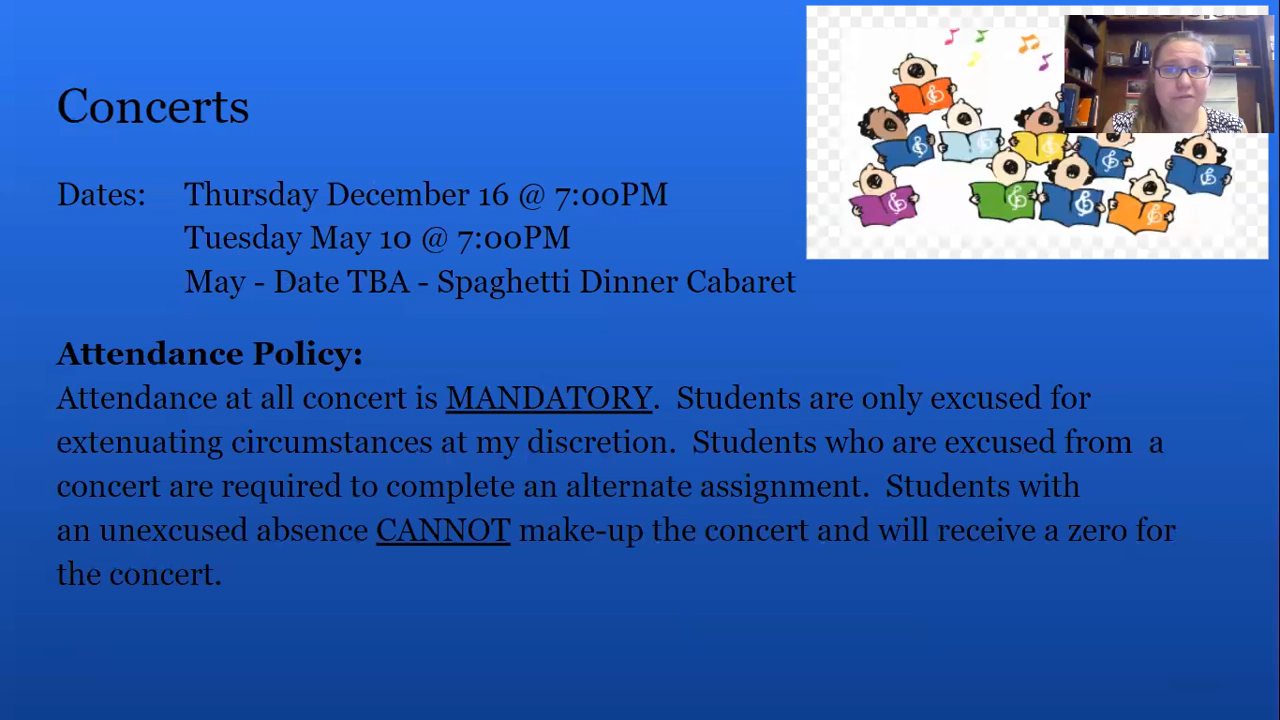 Concerts
Dates: Thursday December 16 @ 7:00PM
Tuesday May 10 @ 7:00PM
May - Date TBA - Spaghetti Dinner Cabaret
Attendance Policy:
Attendance at all concert is MANDATORY. Students are only excused for
extenuating circumstances at my discretion. Students who are excused from a
concert are required to complete an alternate assignment. Students with
an unexcused absence CANNOT make-up the concert and will receive a zero for
the concert.